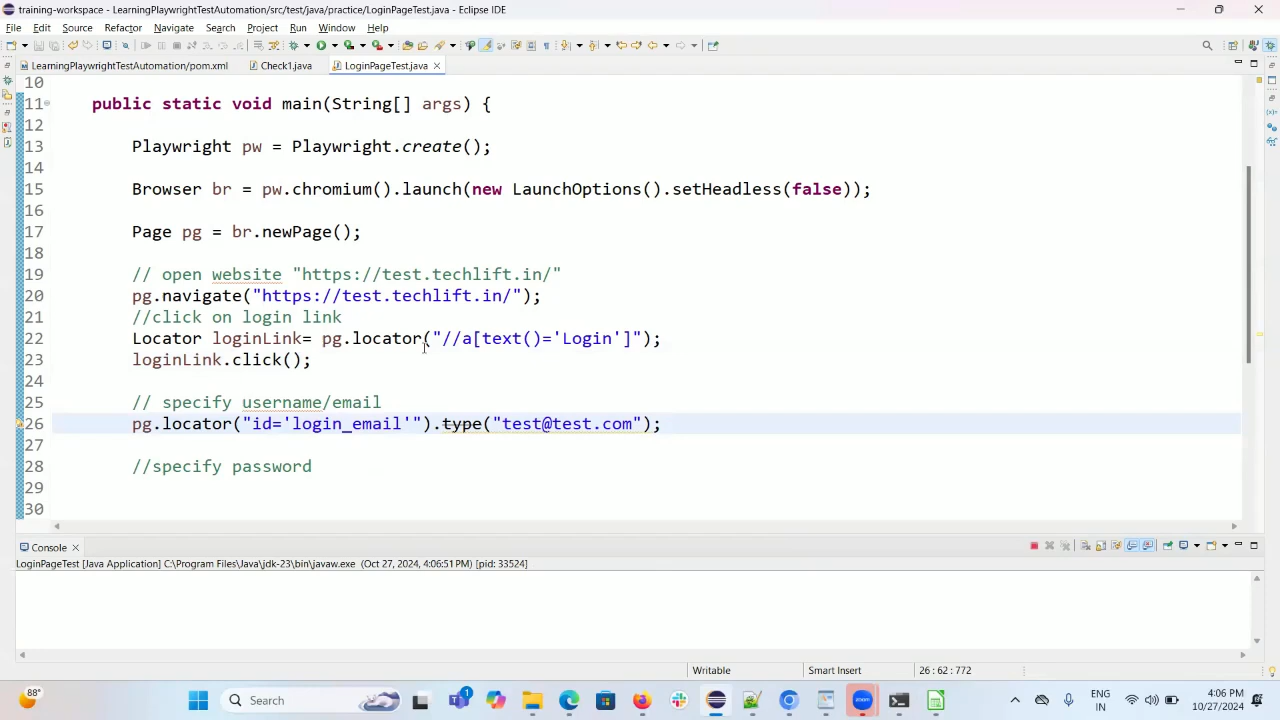 training-workspace - LearningPlaywrightTestAutomation/src/test/java/practice/LoginPageTest.java - Eclipse IDE
File Edit Source Refactor Navigate Search Project Run Window Help
LearningPlaywrightTestAutomation/pom.xml Check1.java LoginPageTest.java
10
11 public static void main(String[] args) {
12
13 Playwright pw = Playwright.create();
14
15 Browser br = pw.chromium().launch(new LaunchOptions().setHeadless(false));
16
17 Page pg = br.newPage();
18
19 // open website "https://test.techlift.in/"
20 pg.navigate("https://test.techlift.in/");
21 //click on login link
22 Locator loginLink= pg.locator("//a[text()='Login']");
23 loginLink.click();
24
25 // specify username/email
26 pg.locator("id='login_email'").type("test@test.com");
27
28 //specify password
29
30
Console
LoginPageTest [Java Application] C:\Program Files\Java\jdk-23\bin\javaw.exe (Oct 27, 2024, 4:06:51 PM) [pid: 33524]
Writable Smart Insert 26 : 62 : 772
88° Search 1 zoom ENG 4:06 PM
IN 10/27/2024